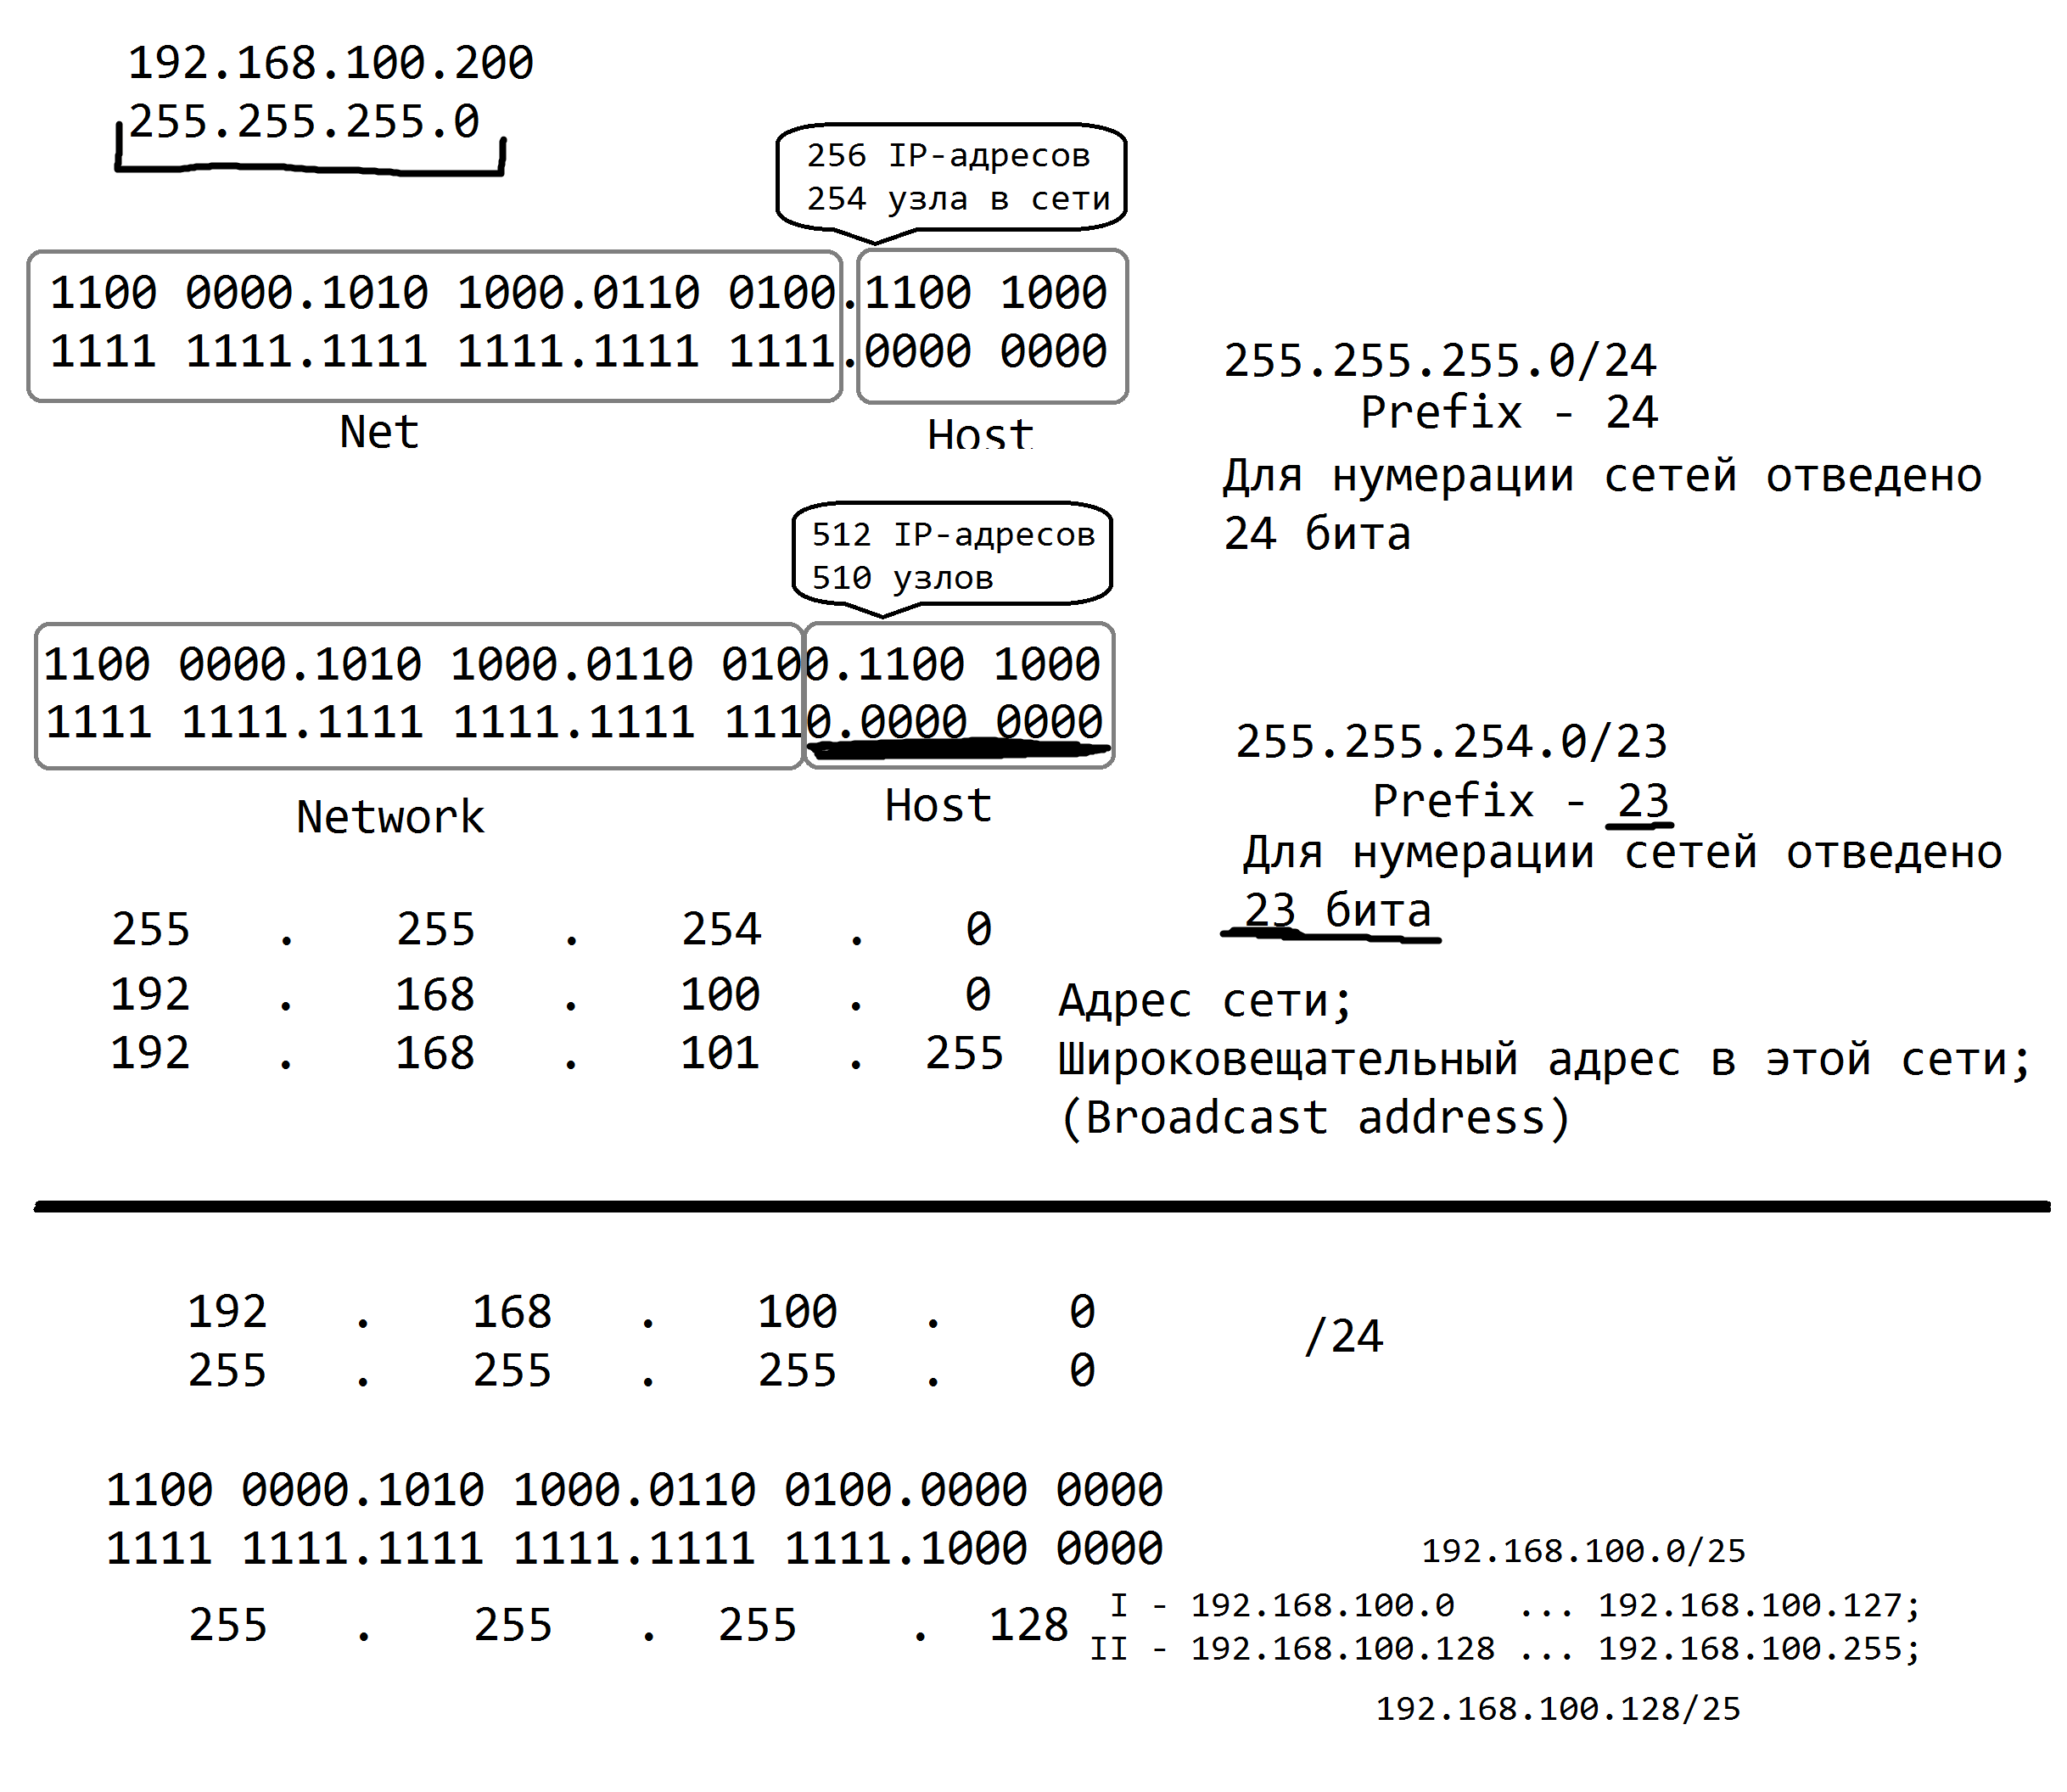 192.168.100.200
255.255.255.0
256 IP-адресов
254 узла в сети
1100 0000.1010 1000.0110 0100.1100 1000
1111 1111.1111 1111.1111 1111.0000 0000
Net
Host
255.255.255.0/24
Prefix - 24
Для нумерации сетей отведено
24 бита
512 IP-адресов
510 узлов
1100 0000.1010 1000.0110 0100.1100 1000
1111 1111.1111 1111.1111 1110.0000 0000
Network
Host
255.255.254.0/23
Prefix - 23
Для нумерации сетей отведено
23 бита
255 . 255 . 254 . 0
192 . 168 . 100 . 0 Адрес сети;
192 . 168 . 101 . 255 Широковещательный адрес в этой сети;
(Broadcast address)
192 . 168 . 100 . 0
255 . 255 . 255 . 0
/24
1100 0000.1010 1000.0110 0100.0000 0000
1111 1111.1111 1111.1111 1111.1000 0000
255 . 255 . 255 . 128
192.168.100.0/25
I - 192.168.100.0 ... 192.168.100.127;
II - 192.168.100.128 ... 192.168.100.255;
192.168.100.128/25